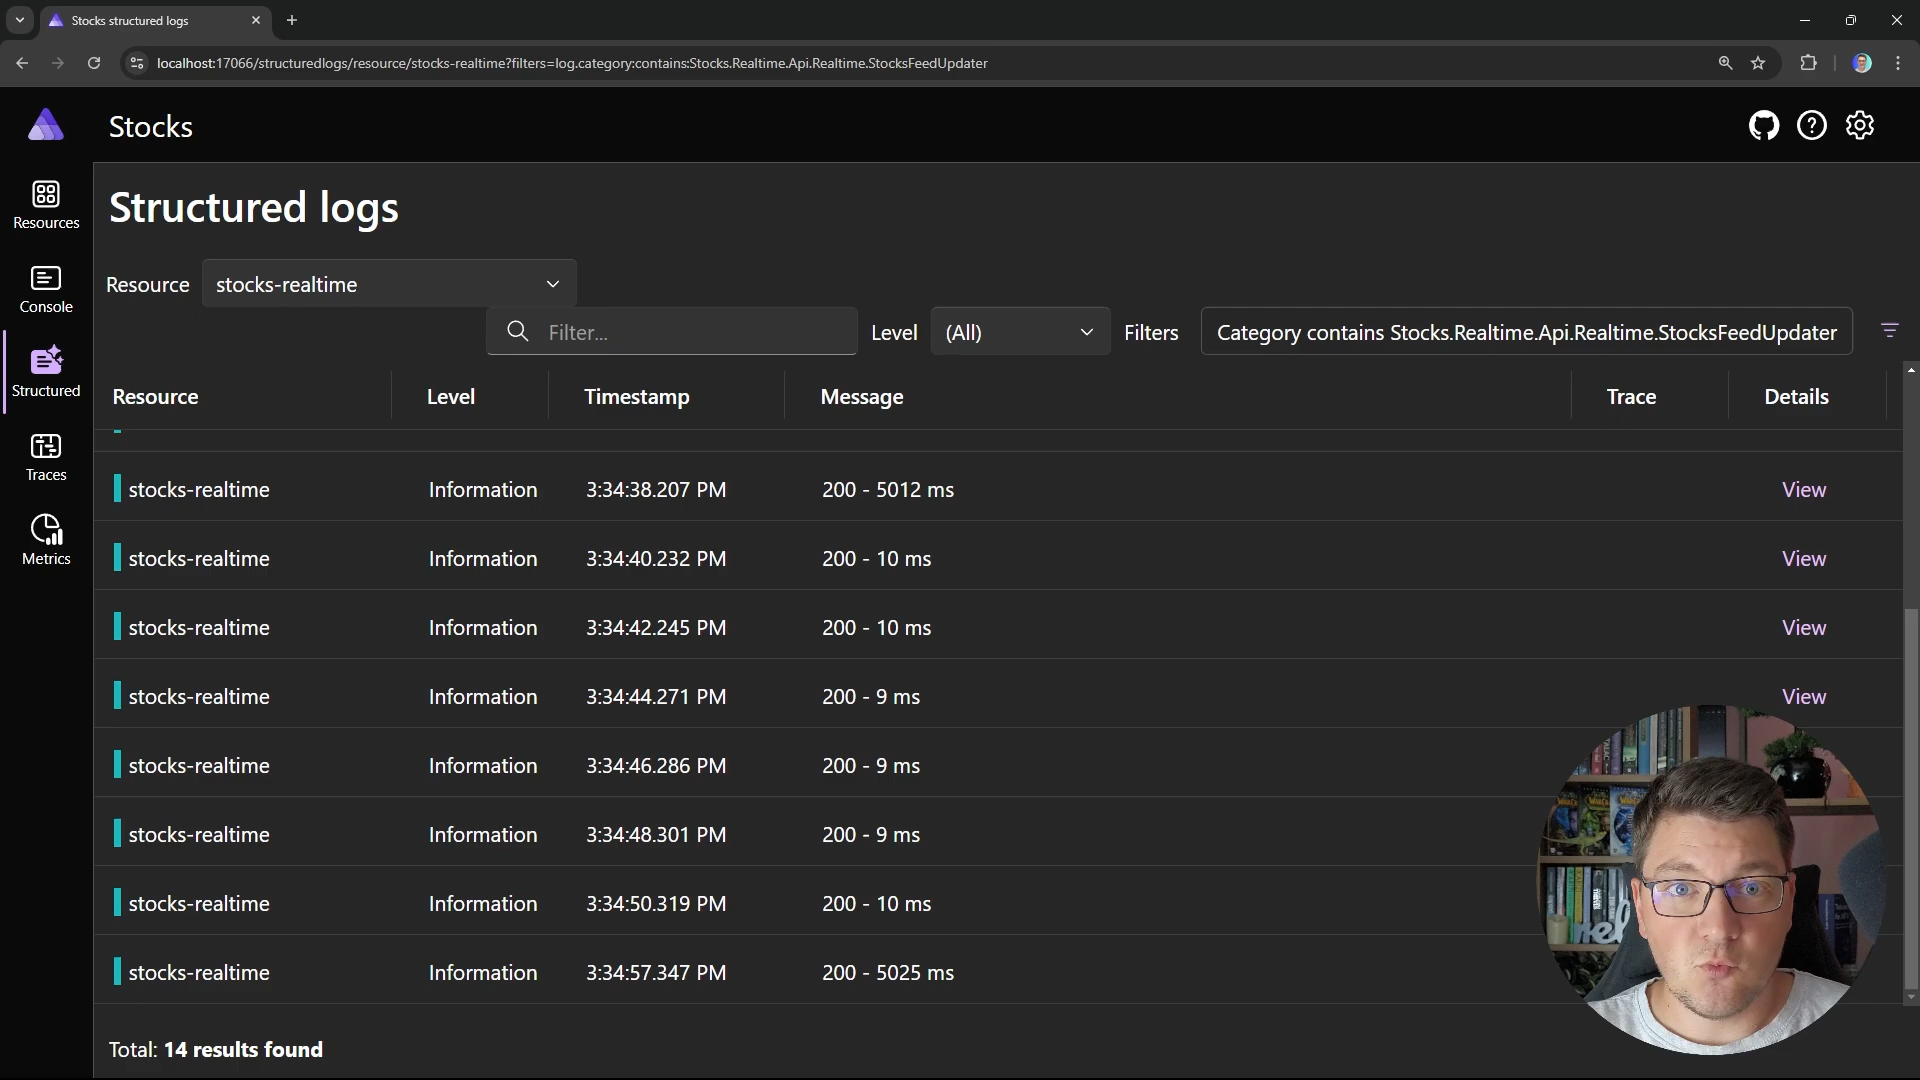 Stocks structured logs
localhost:17066/structuredlogs/resource/stocks-realtime?filters=log.category:contains:Stocks.Realtime.Api.Realtime.StocksFeedUpdater
Stocks
Resources
Console
Structured
Traces
Metrics
Structured logs
Resource stocks-realtime
Filter... Level (All) Filters Category contains Stocks.Realtime.Api.Realtime.StocksFeedUpdater
Resource Level Timestamp Message Trace Details
stocks-realtime Information 3:34:38.207 PM 200 - 5012 ms View
stocks-realtime Information 3:34:40.232 PM 200 - 10 ms View
stocks-realtime Information 3:34:42.245 PM 200 - 10 ms View
stocks-realtime Information 3:34:44.271 PM 200 - 9 ms View
stocks-realtime Information 3:34:46.286 PM 200 - 9 ms
stocks-realtime Information 3:34:48.301 PM 200 - 9 ms
stocks-realtime Information 3:34:50.319 PM 200 - 10 ms
stocks-realtime Information 3:34:57.347 PM 200 - 5025 ms
Total: 14 results found